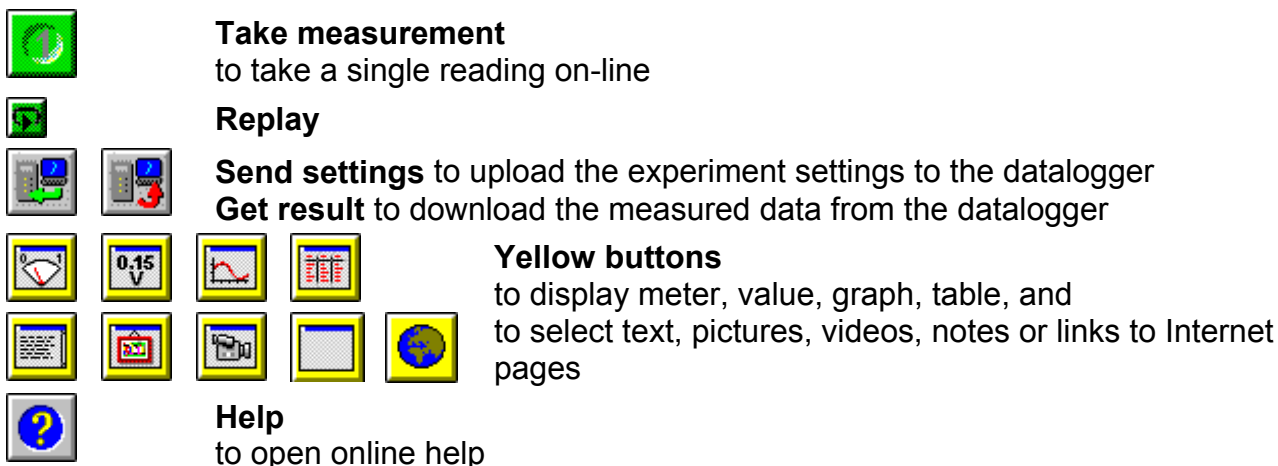 Take measurement
to take a single reading on-line
Replay
Send settings to upload the experiment settings to the datalogger
Get result to download the measured data from the datalogger
0 1
0.15
V
Yellow buttons
to display meter, value, graph, table, and
to select text, pictures, videos, notes or links to Internet
pages
?
Help
to open online help